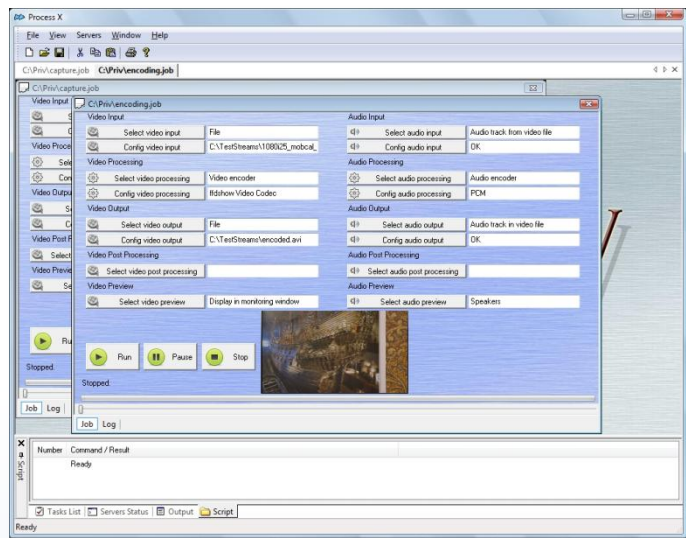 Process X
File View Servers Window Help
C:\Priv\capture.job C:\Priv\encoding.job
C:\Priv\capture.job
Video Input
Video Proce
Sele
Con
Video Outpu
Video Post F
Select
Video Previe
Se
Ru
Stopped
Job Log
C:\Priv\encoding.job
Video Input Audio Input
Select video input File Select audio input Audio track from video file
Config video input C:\TestStreams\1080i25_mobcal_ Config audio input OK
Video Processing Audio Processing
Select video processing Video encoder Select audio processing Audio encoder
Config video processing ffdshow Video Codec Config audio processing PCM
Video Output Audio Output
Select video output File Select audio output Audio track in video file
Config video output C:\TestStreams\encoded.avi Config audio output OK
Video Post Processing Audio Post Processing
Select video post processing Select audio post processing
Video Preview Audio Preview
Select video preview Display in monitoring window Select audio preview Speakers
Run Pause Stop
Stopped
Job Log
Script
Number Command / Result
Ready
Tasks List Servers Status Output Script
Ready